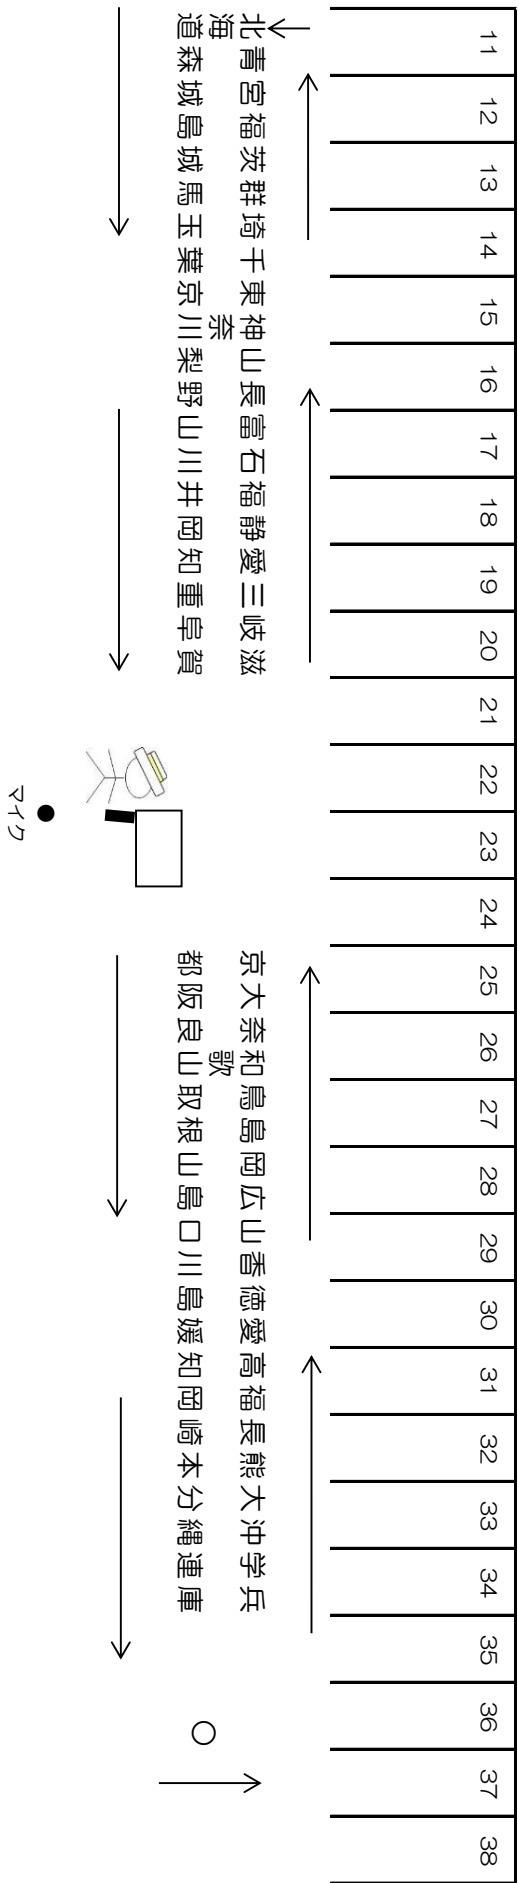 11
12
13
14
15
16
17
18
19
20
21
22
23
24
25
26
27
28
29
30
31
32
33
34
35
36
37
38
北海道
青森
宮城
福島
茨城
群馬
埼玉
千葉
東京
神奈川
山梨
長野
富山
石川
福井
静岡
愛知
三重
岐阜
滋賀
京都
大阪
奈良
和歌山
鳥取
島根
岡山
広島
山口
香川
徳島
愛媛
高知
福岡
長崎
熊本
大分
沖縄
学連
兵庫
マイク